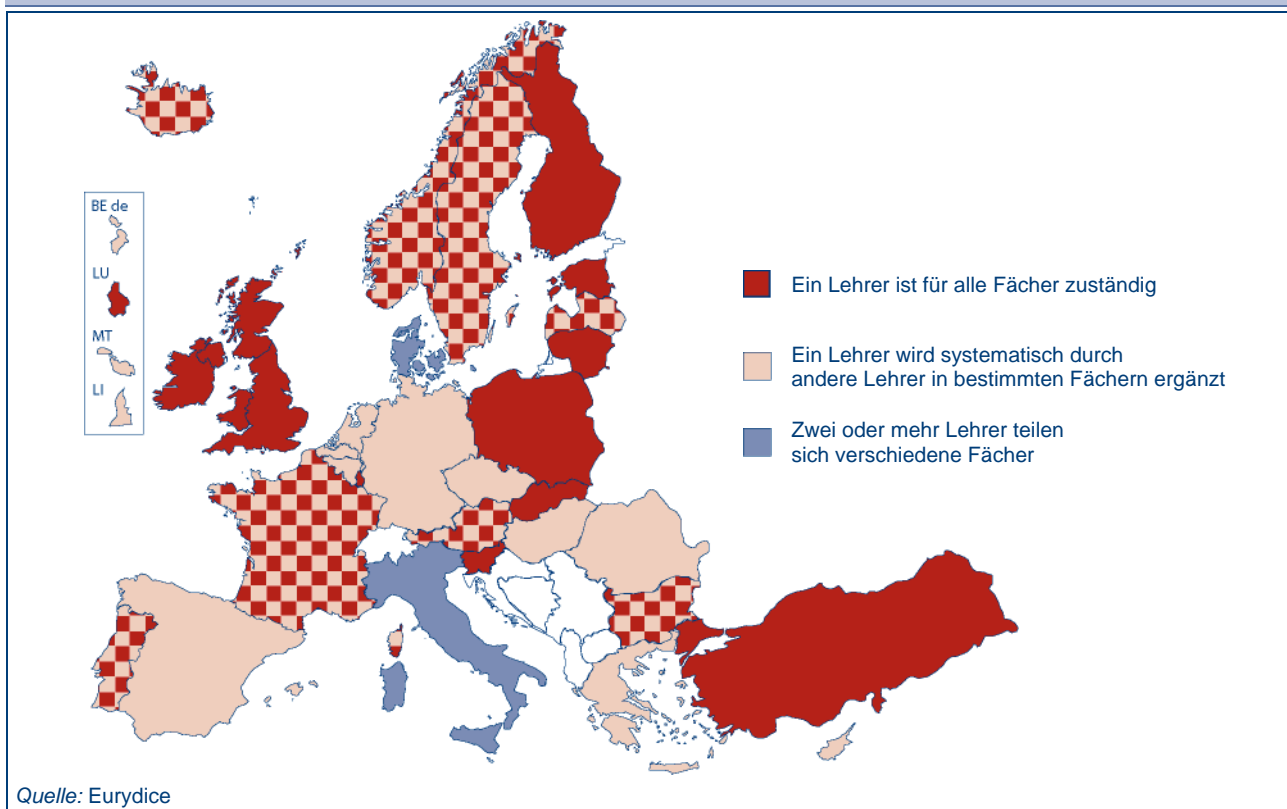 BE de
LU
MT
LI
Ein Lehrer ist für alle Fächer zuständig
Ein Lehrer wird systematisch durch
andere Lehrer in bestimmten Fächern ergänzt
Zwei oder mehr Lehrer teilen
sich verschiedene Fächer
Quelle: Eurydice